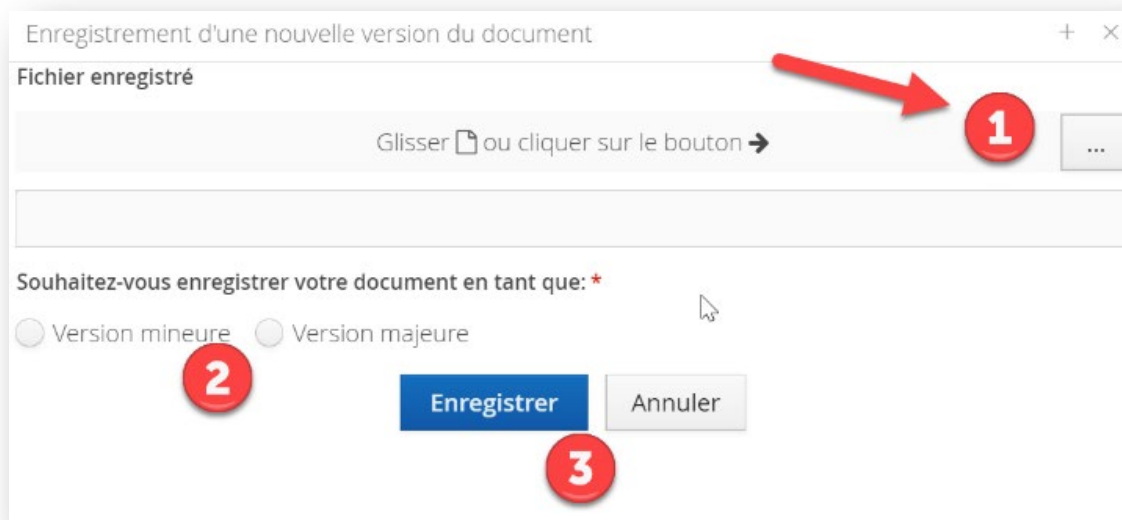 Enregistrement d'une nouvelle version du document
Fichier enregistré
Glisser ou cliquer sur le bouton →
1
...
Souhaitez-vous enregistrer votre document en tant que: *
Version mineure Version majeure
2
Enregistrer Annuler
3